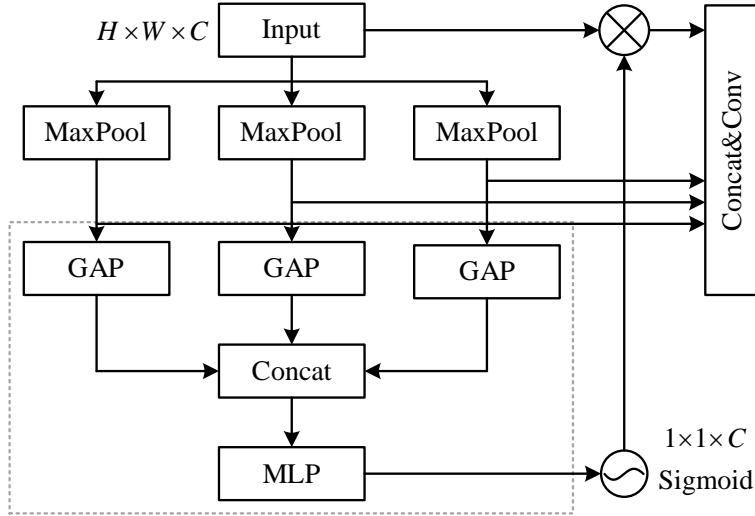 H×W×C
Input
MaxPool
MaxPool
MaxPool
Concat&Conv
GAP
GAP
GAP
Concat
MLP
1×1×C
Sigmoid